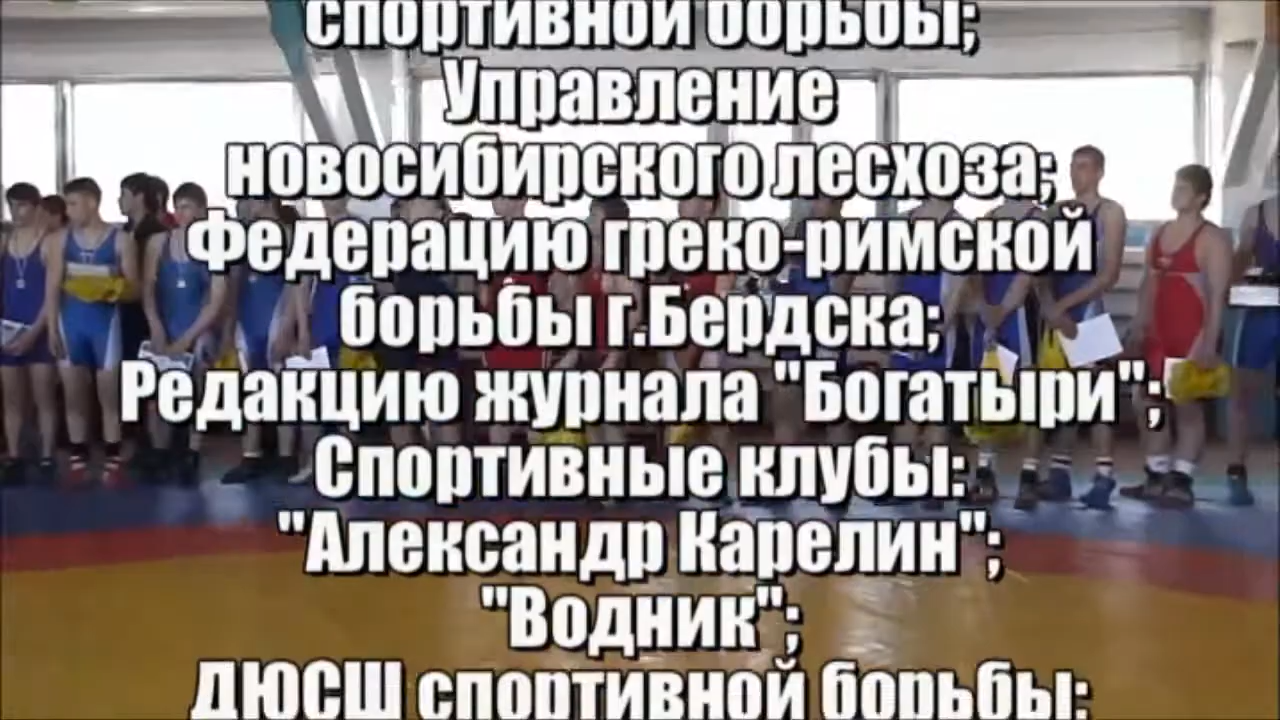 спортивной борьбы;
Управление
новосибирского лесхоза;
Федерацию греко-римской
борьбы г.Бердска;
Редакцию журнала "Богатыри";
Спортивные клубы:
"Александр Карелин";
"Водник";
ДЮСШ спортивной борьбы;